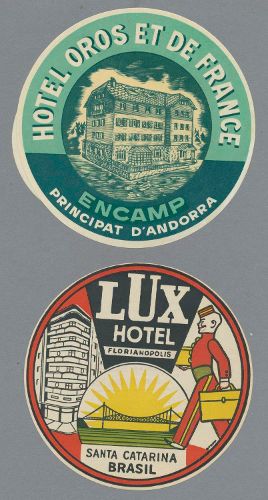 HOTEL OROS ET DE FRANCE
ENCAMP
PRINCIPAT D'ANDORRA
LUX
HOTEL
FLORIANOPOLIS
SANTA CATARINA
BRASIL